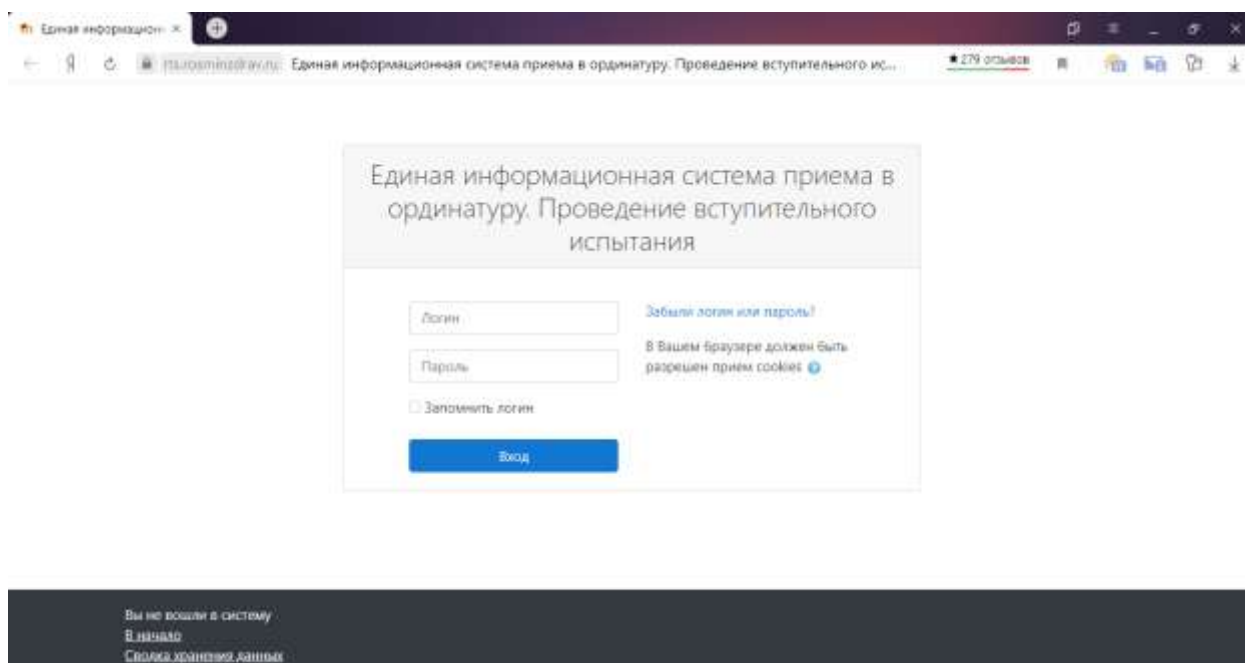 Единая информацион
Единая информационная система приема в ординатуру. Проведение вступительного ис...
★ 279 отзывов
Единая информационная система приема в
ординатуру. Проведение вступительного
испытания
Логин
Забыли логин или пароль?
В Вашем браузере должен быть
разрешен прием cookies
Пароль
Запомнить логин
Вход
Вы не вошли в систему
В начало
Сводка хранения данных